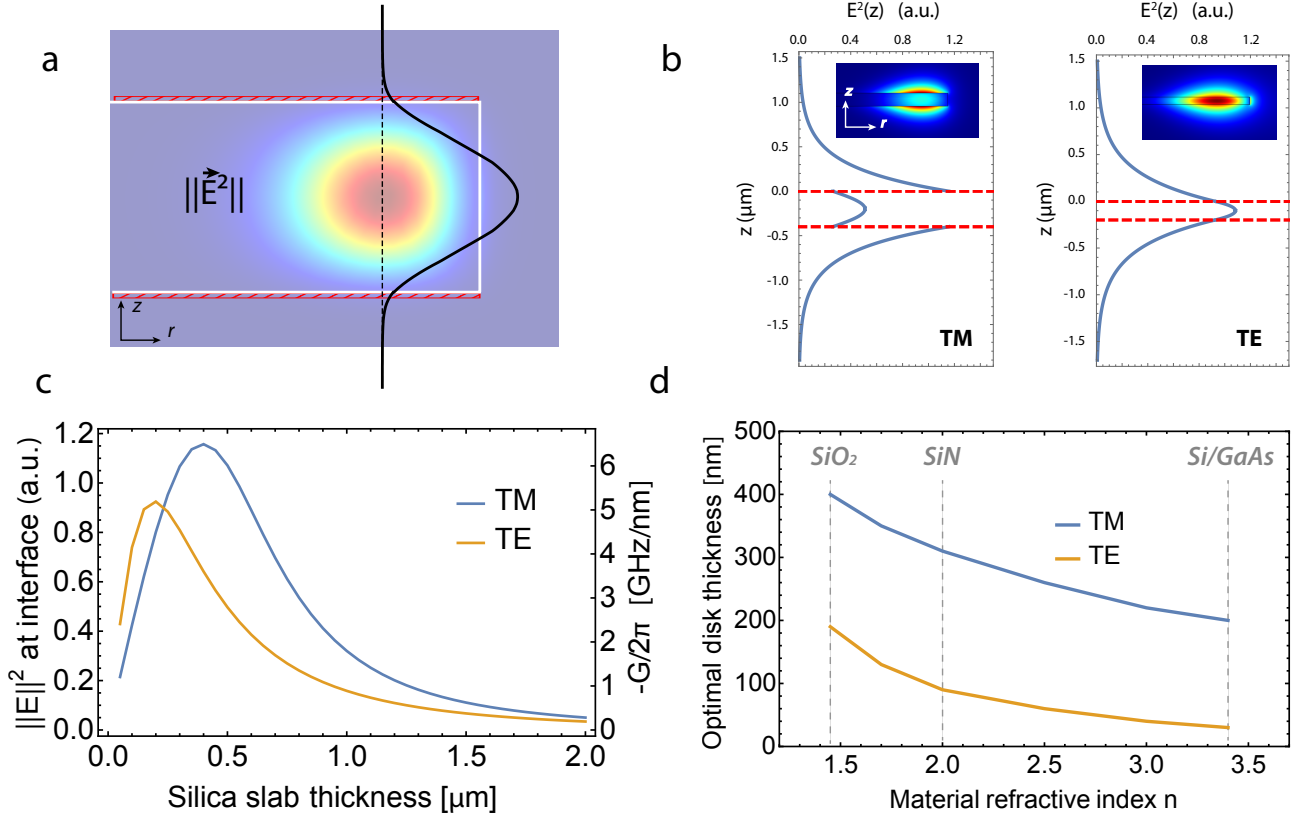 a
||E²||
z
r
b
E²(z) (a.u.)
0.0 0.4 0.8 1.2
1.5
1.0
0.5
0.0
-0.5
-1.0
-1.5
z (µm)
z
r
TM
E²(z) (a.u.)
0.0 0.4 0.8 1.2
1.5
1.0
0.5
0.0
-0.5
-1.0
-1.5
z (µm)
TE
c
||E||² at interface (a.u.)
1.2
1.0
0.8
0.6
0.4
0.2
0.0
TM
TE
6
5
4
3
2
1
0
-G/2π [GHz/nm]
0.0 0.5 1.0 1.5 2.0
Silica slab thickness [µm]
d
Optimal disk thickness [nm]
500
400
300
200
100
0
SiO₂ SiN Si/GaAs
TM
TE
1.5 2.0 2.5 3.0 3.5
Material refractive index n